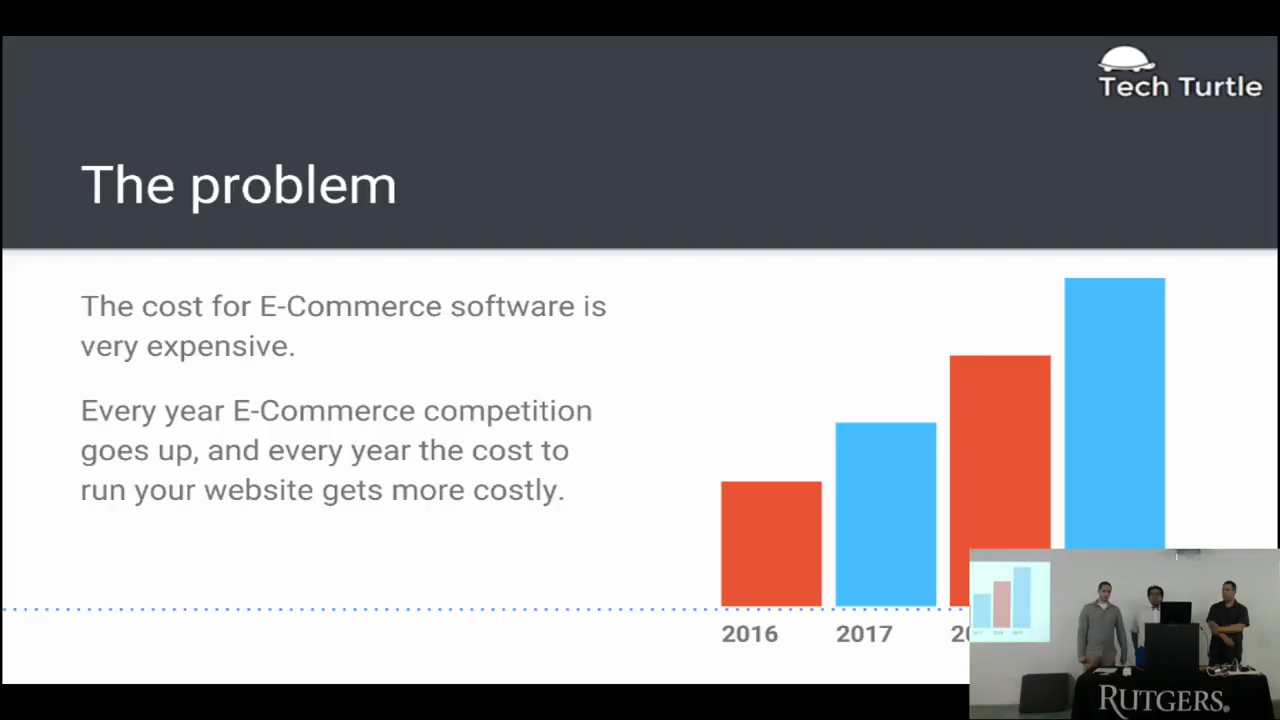 Tech Turtle
The problem
The cost for E-Commerce software is
very expensive.
Every year E-Commerce competition
goes up, and every year the cost to
run your website gets more costly.
2016
2017
20
RUTGERS®